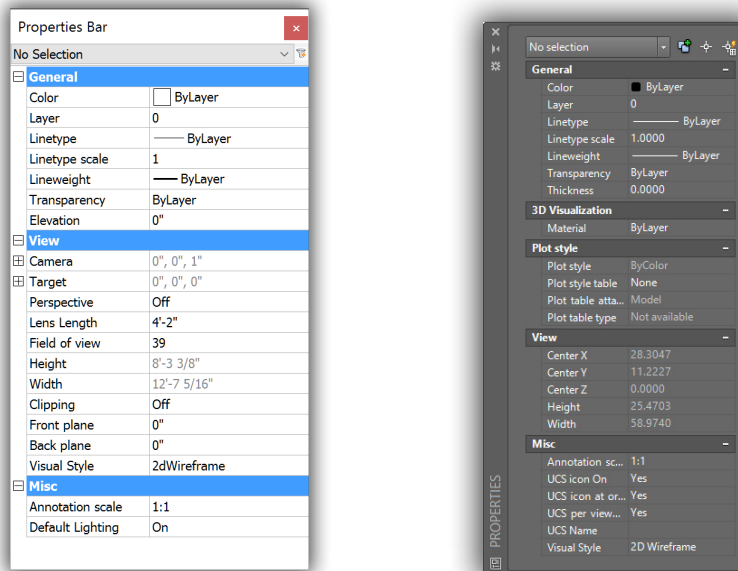 Properties Bar
No Selection
General
Color ByLayer
Layer 0
Linetype ByLayer
Linetype scale 1
Lineweight ByLayer
Transparency ByLayer
Elevation 0"
View
Camera 0", 0", 1"
Target 0", 0", 0"
Perspective Off
Lens Length 4'-2"
Field of view 39
Height 8'-3 3/8"
Width 12'-7 5/16"
Clipping Off
Front plane 0"
Back plane 0"
Visual Style 2dWireframe
Misc
Annotation scale 1:1
Default Lighting On
No selection
General
Color ByLayer
Layer 0
Linetype ByLayer
Linetype scale 1.0000
Lineweight ByLayer
Transparency ByLayer
Thickness 0.0000
3D Visualization
Material ByLayer
Plot style
Plot style ByColor
Plot style table None
Plot table atta... Model
Plot table type Not available
View
Center X 28.3047
Center Y 11.2227
Center Z 0.0000
Height 25.4703
Width 58.9740
Misc
Annotation sc... 1:1
UCS icon On Yes
UCS icon at or... Yes
UCS per view... Yes
UCS Name
Visual Style 2D Wireframe
PROPERTIES